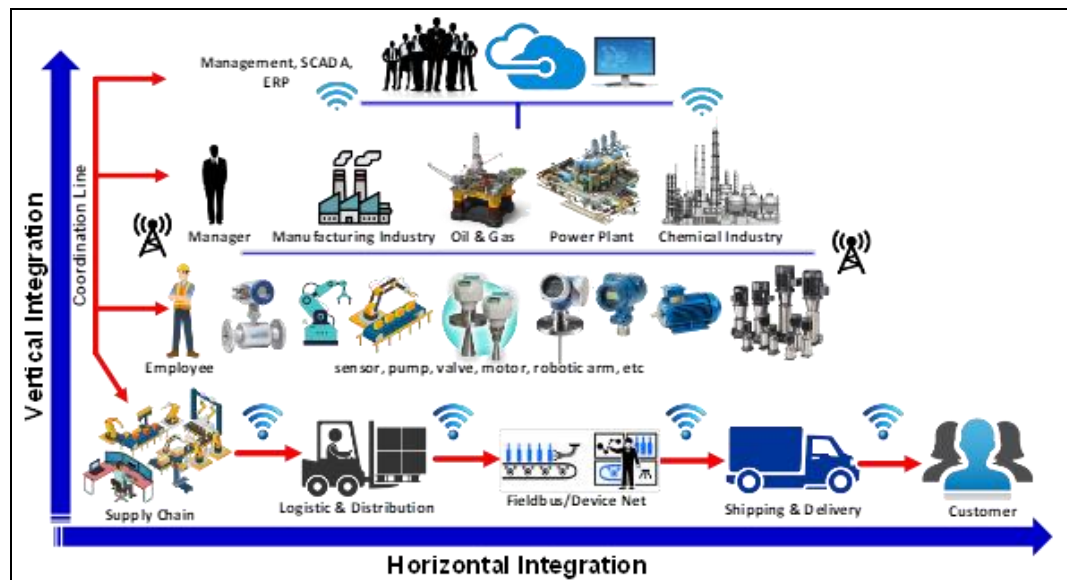 Management, SCADA,
ERP
Manager
Manufacturing Industry
Oil & Gas
Power Plant
Chemical Industry
Coordination Line
Vertical Integration
Employee
sensor, pump, valve, motor, robotic arm, etc
Supply Chain
Logistic & Distribution
Fieldbus/Device Net
Shipping & Delivery
Customer
Horizontal Integration